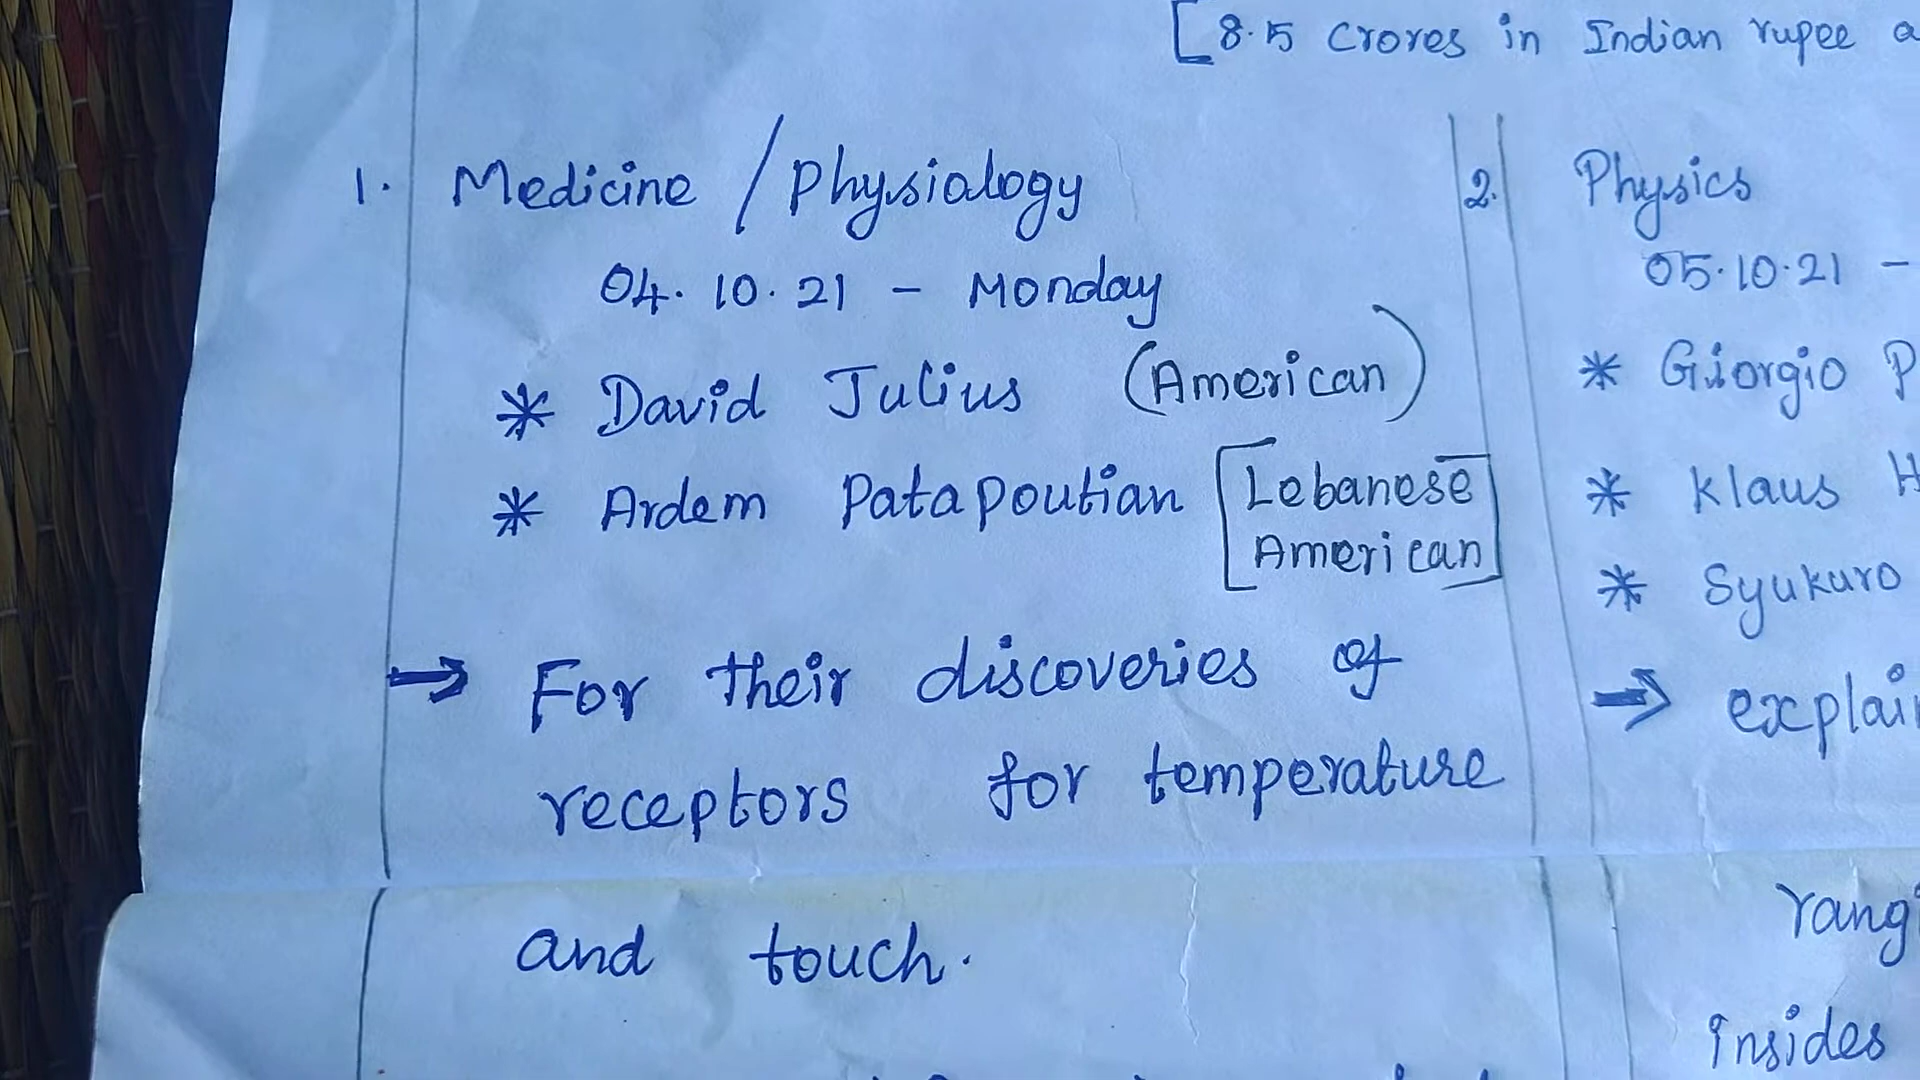 [8.5 Crores in Indian rupee
1. Medicine / Physialogy
04.10.21 - Monday
* David Julius (American)
* Ardem Patapoutian [Lebanese
American]
→ For their discoveries of
receptors for temperature
and touch.
2. Physics
05.10.21 -
* Giorgio P
* Klaus H
* Syukuro
→ explai
rang
insides